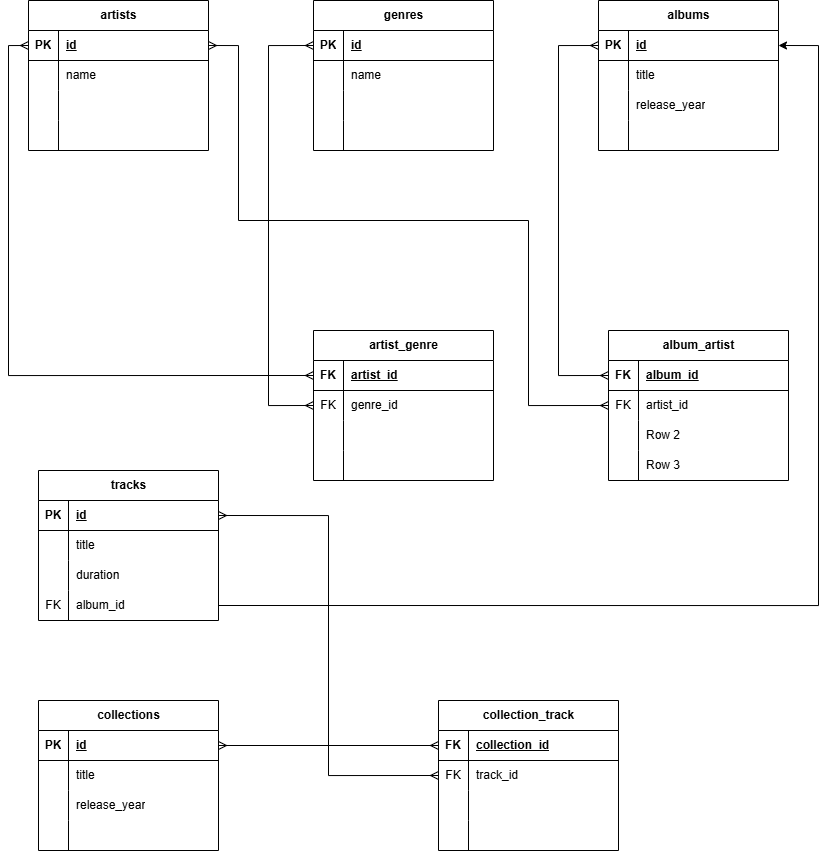 artists
PK id
name
genres
PK id
name
albums
PK id
title
release_year
artist_genre
FK artist_id
FK genre_id
album_artist
FK album_id
FK artist_id
Row 2
Row 3
tracks
PK id
title
duration
FK album_id
collections
PK id
title
release_year
collection_track
FK collection_id
FK track_id